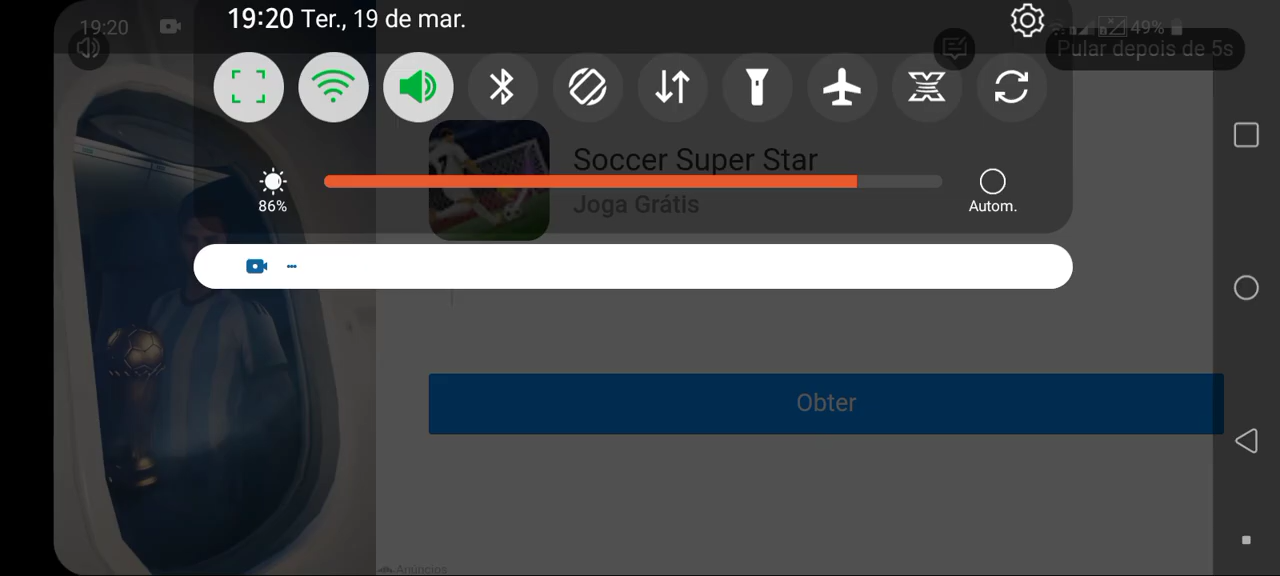 19:20 Ter., 19 de mar.
19:20
49%
Pular depois de 5s
Soccer Super Star
Joga Grátis
86%
Autom.
Obter
Anúncios